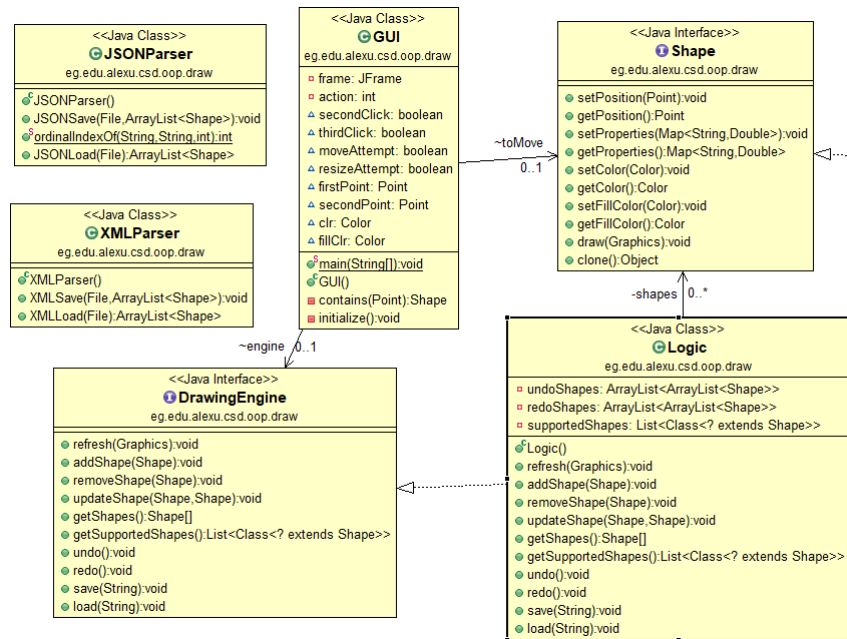 <<Java Class>>
JSONParser
eg.edu.alexu.csd.oop.draw
JSONParser()
JSONSave(File,ArrayList<Shape>):void
ordinalIndexOf(String,String,int):int
JSONLoad(File):ArrayList<Shape>
<<Java Class>>
XMLParser
eg.edu.alexu.csd.oop.draw
XMLParser()
XMLSave(File,ArrayList<Shape>):void
XMLLoad(File):ArrayList<Shape>
<<Java Class>>
GUI
eg.edu.alexu.csd.oop.draw
frame: JFrame
action: int
secondClick: boolean
thirdClick: boolean
moveAttempt: boolean
resizeAttempt: boolean
firstPoint: Point
secondPoint: Point
clr: Color
fillClr: Color
main(String[]):void
GUI()
contains(Point):Shape
initialize():void
~toMove
0..1
<<Java Interface>>
Shape
eg.edu.alexu.csd.oop.draw
setPosition(Point):void
getPosition():Point
setProperties(Map<String,Double>):void
getProperties():Map<String,Double>
setColor(Color):void
getColor():Color
setFillColor(Color):void
getFillColor():Color
draw(Graphics):void
clone():Object
-shapes 0..*
~engine 0..1
<<Java Interface>>
DrawingEngine
eg.edu.alexu.csd.oop.draw
refresh(Graphics):void
addShape(Shape):void
removeShape(Shape):void
updateShape(Shape,Shape):void
getShapes():Shape[]
getSupportedShapes():List<Class<? extends Shape>>
undo():void
redo():void
save(String):void
load(String):void
<<Java Class>>
Logic
eg.edu.alexu.csd.oop.draw
undoShapes: ArrayList<ArrayList<Shape>>
redoShapes: ArrayList<ArrayList<Shape>>
supportedShapes: List<Class<? extends Shape>>
Logic()
refresh(Graphics):void
addShape(Shape):void
removeShape(Shape):void
updateShape(Shape,Shape):void
getShapes():Shape[]
getSupportedShapes():List<Class<? extends Shape>>
undo():void
redo():void
save(String):void
load(String):void